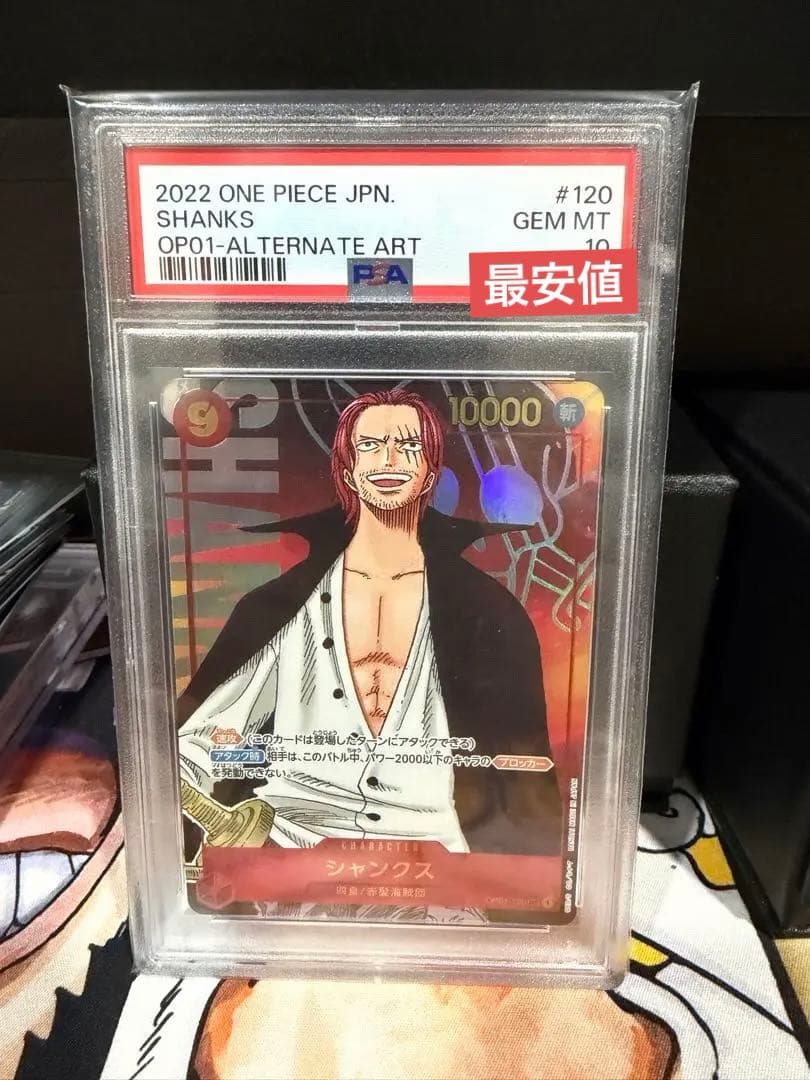 2022 ONE PIECE JPN.
#120
SHANKS
GEM MT
OP01-ALTERNATE ART
10
PSA
最安値
SHAN
9
10000
斬
速攻 (このカードは登場したターンにアタックできる)
アタック時 相手は、このバトル中、パワー2000以下のキャラの ブロッカー
を発動できない。
CHARACTER
シャンクス
四皇/赤髪海賊団